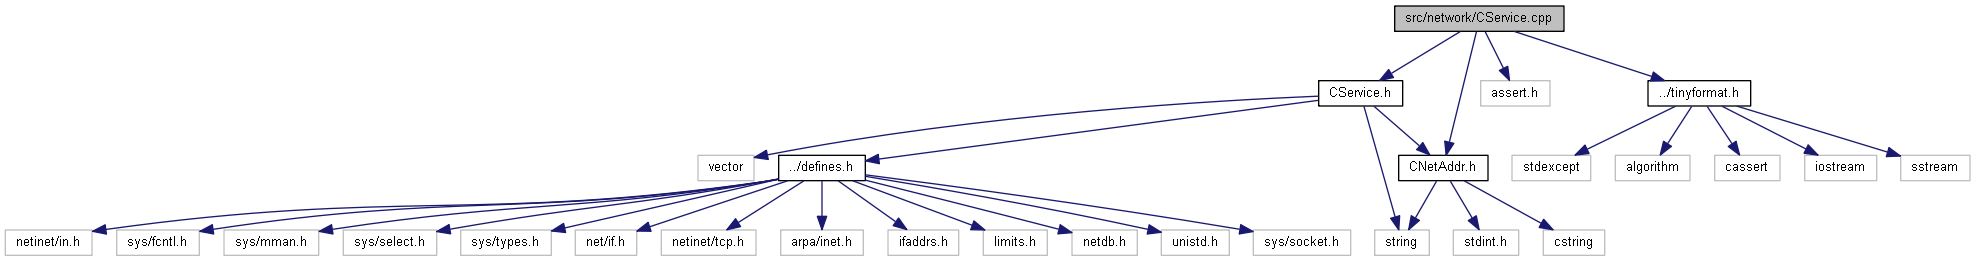 src/network/CService.cpp
CService.h
assert.h
../tinyformat.h
vector
../defines.h
CNetAddr.h
stdexcept
algorithm
cassert
iostream
sstream
netinet/in.h
sys/fcntl.h
sys/mman.h
sys/select.h
sys/types.h
net/if.h
netinet/tcp.h
arpa/inet.h
ifaddrs.h
limits.h
netdb.h
unistd.h
sys/socket.h
string
stdint.h
cstring